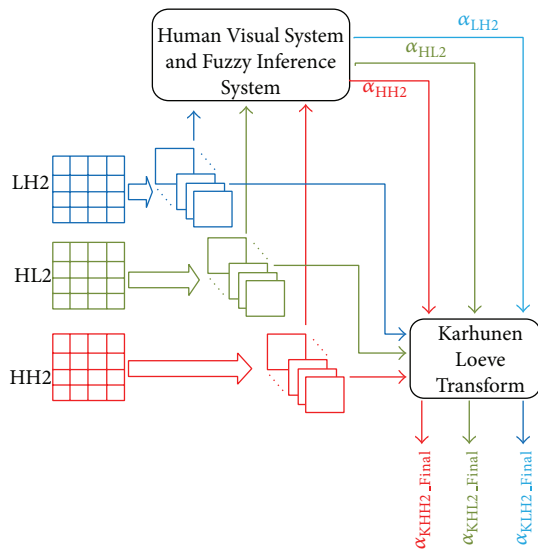 Human Visual System
and Fuzzy Inference
System
α_LH2
α_HL2
α_HH2
LH2
HL2
HH2
Karhunen
Loeve
Transform
α_KHH2_Final
α_KHL2_Final
α_KLH2_Final